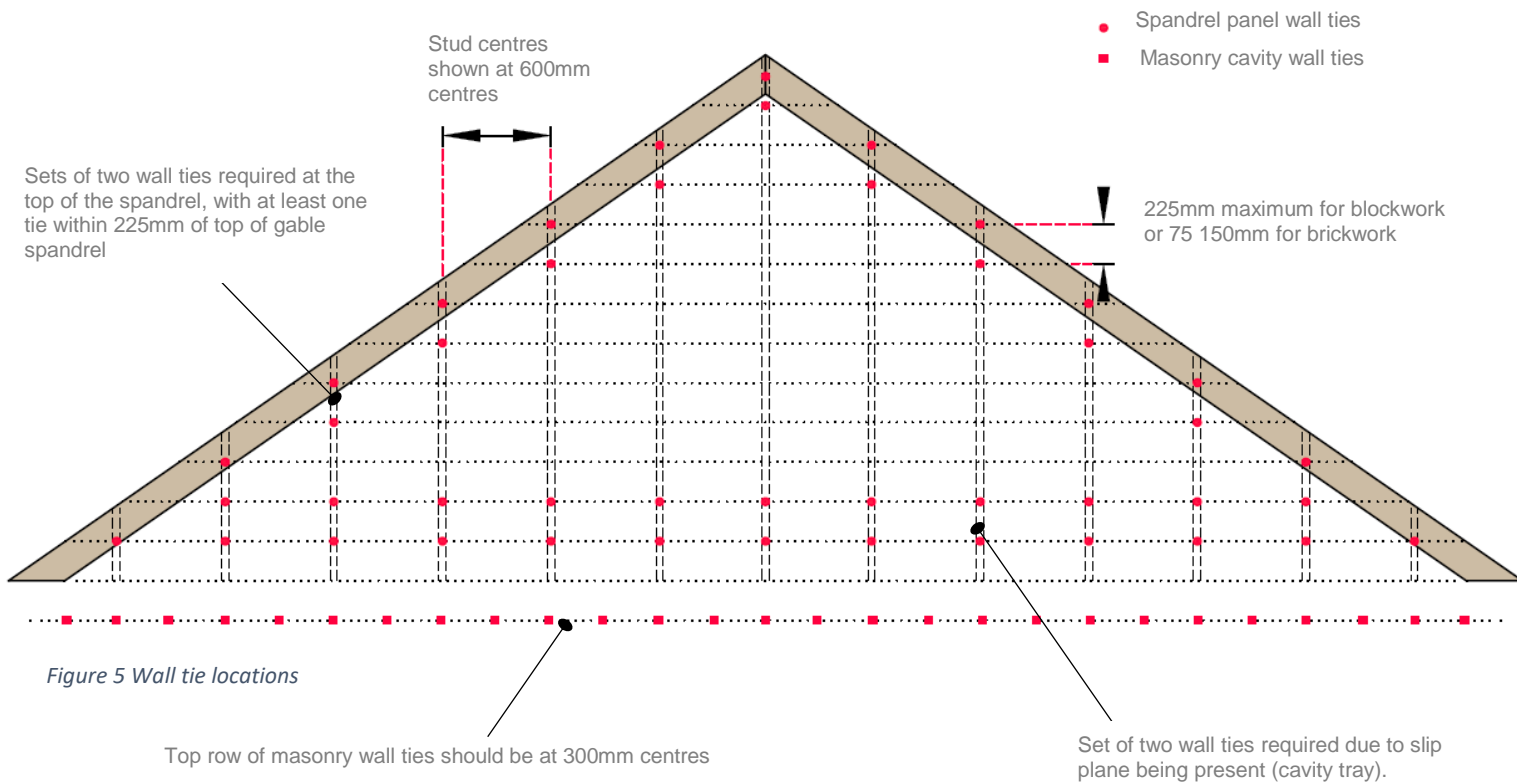 Spandrel panel wall ties
Masonry cavity wall ties
Stud centres
shown at 600mm
centres
Sets of two wall ties required at the
top of the spandrel, with at least one
tie within 225mm of top of gable
spandrel
225mm maximum for blockwork
or 75 150mm for brickwork
Figure 5 Wall tie locations
Top row of masonry wall ties should be at 300mm centres
Set of two wall ties required due to slip
plane being present (cavity tray).